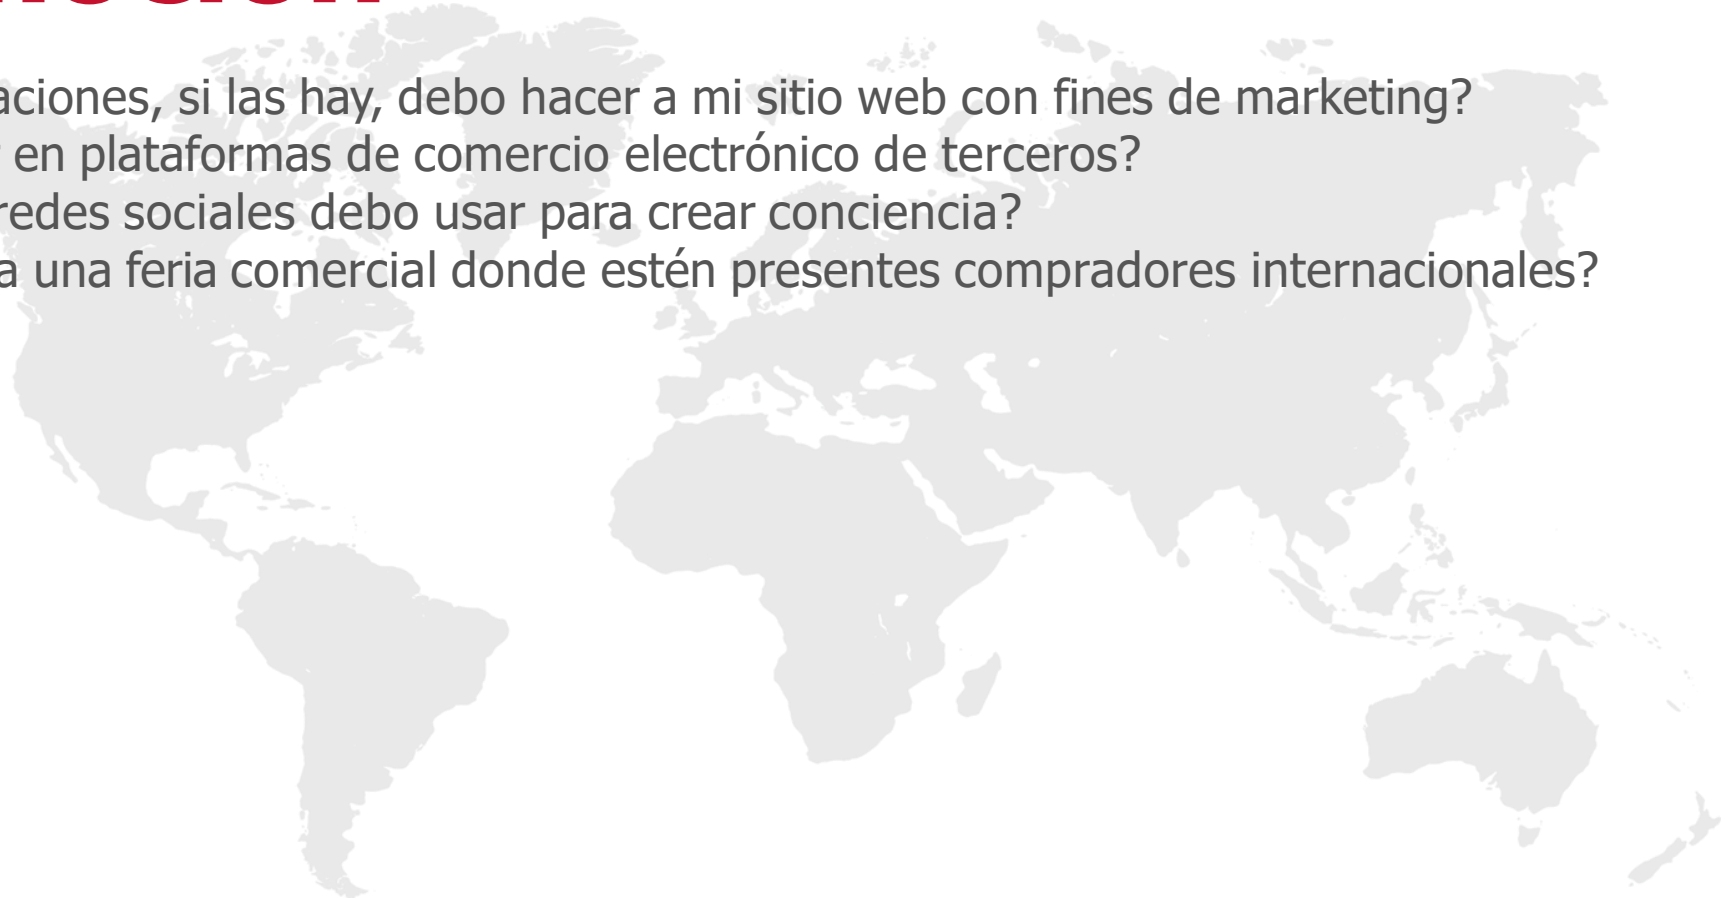 aciones, si las hay, debo hacer a mi sitio web con fines de marketing?
en plataformas de comercio electrónico de terceros?
redes sociales debo usar para crear conciencia?
a una feria comercial donde estén presentes compradores internacionales?